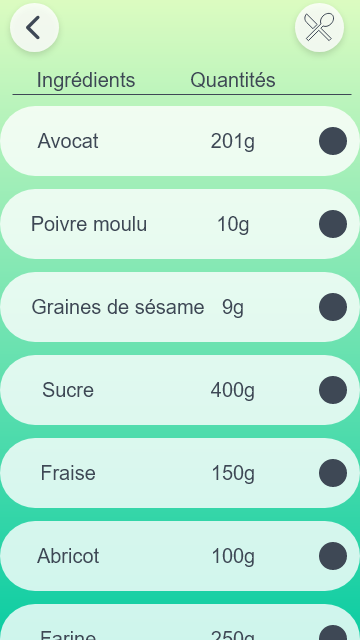 Ingrédients Quantités
Avocat 201g
Poivre moulu 10g
Graines de sésame 9g
Sucre 400g
Fraise 150g
Abricot 100g
Farine 250g